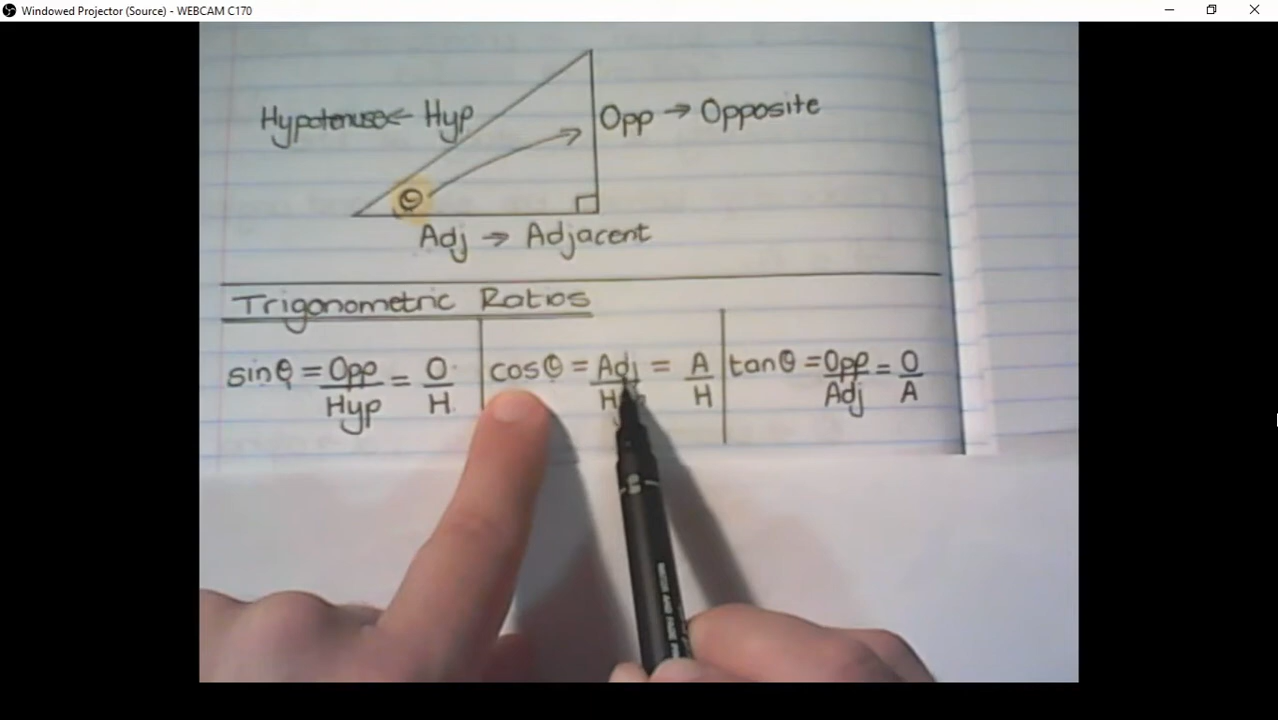 Windowed Projector (Source) - WEBCAM C170
Hypotenuse ← Hyp
Opp → Opposite
θ
Adj → Adjacent
Trigonometric Ratios
sinθ = Opp/Hyp = O/H
cosθ = Adj/H = A/H
tanθ = Opp/Adj = O/A